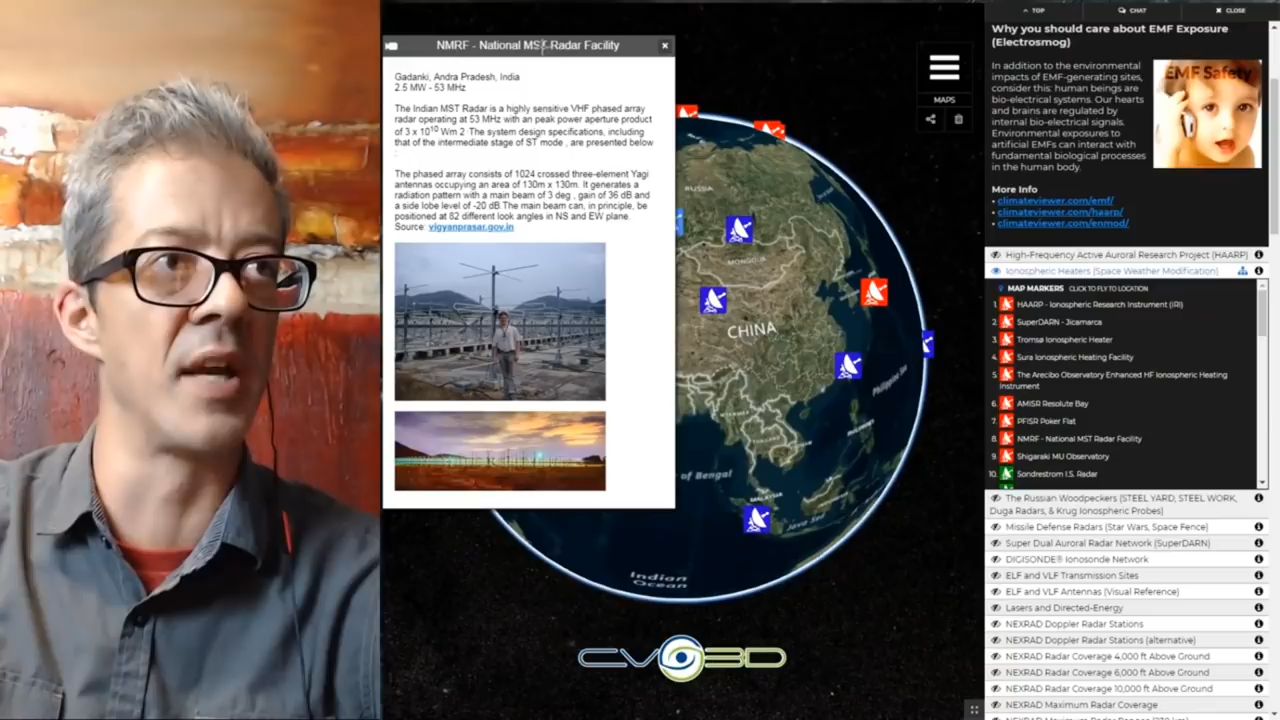 NMRF - National MST Radar Facility
Gadanki, Andra Pradesh, India
2.5 MW - 53 MHz
The Indian MST Radar is a highly sensitive VHF phased array
radar operating at 53 MHz with an peak power aperture product
of 3 x 10¹⁰ Wm 2 The system design specifications, including
that of the intermediate stage of ST mode , are presented below
:
The phased array consists of 1024 crossed three-element Yagi
antennas occupying an area of 130m x 130m. It generates a
radiation pattern with a main beam of 3 deg , gain of 36 dB and
a side lobe level of -20 dB.The main beam can, in principle, be
positioned at 82 different look angles in NS and EW plane.
Source: vigyanprasar.gov.in
RUSSIA
MONGOLIA
CHINA
MYANMAR
THAILAND
PHILIPPINES
Philippine Sea
of Bengal
MALAYSIA
Java Sea
Indian
Ocean
CV3D
MAPS
TOP
CHAT
CLOSE
Why you should care about EMF Exposure
(Electrosmog)
In addition to the environmental
impacts of EMF-generating sites,
consider this: human beings are
bio-electrical systems. Our hearts
and brains are regulated by
internal bio-electrical signals.
Environmental exposures to
artificial EMFs can interact with
fundamental biological processes
in the human body.
EMF Safety
More Info
• climateviewer.com/emf/
• climateviewer.com/haarp/
• climateviewer.com/enmod/
High-Frequency Active Auroral Research Project (HAARP)
Ionospheric Heaters (Space Weather Modification)
MAP MARKERS CLICK TO FLY TO LOCATION
1. HAARP - Ionospheric Research Instrument (IRI)
2. SuperDARN - Jicamarca
3. Tromsø Ionospheric Heater
4. Sura Ionospheric Heating Facility
5. The Arecibo Observatory Enhanced HF Ionospheric Heating
Instrument
6. AMISR Resolute Bay
7. PFISR Poker Flat
8. NMRF - National MST Radar Facility
9. Shigaraki MU Observatory
10. Sondrestrom I.S. Radar
The Russian Woodpeckers (STEEL YARD, STEEL WORK,
Duga Radars, & Krug Ionospheric Probes)
Missile Defense Radars (Star Wars, Space Fence)
Super Dual Auroral Radar Network (SuperDARN)
DIGISONDE® Ionosonde Network
ELF and VLF Transmission Sites
ELF and VLF Antennas (Visual Reference)
Lasers and Directed-Energy
NEXRAD Doppler Radar Stations
NEXRAD Doppler Radar Stations (alternative)
NEXRAD Radar Coverage 4,000 ft Above Ground
NEXRAD Radar Coverage 6,000 ft Above Ground
NEXRAD Radar Coverage 10,000 ft Above Ground
NEXRAD Maximum Radar Coverage